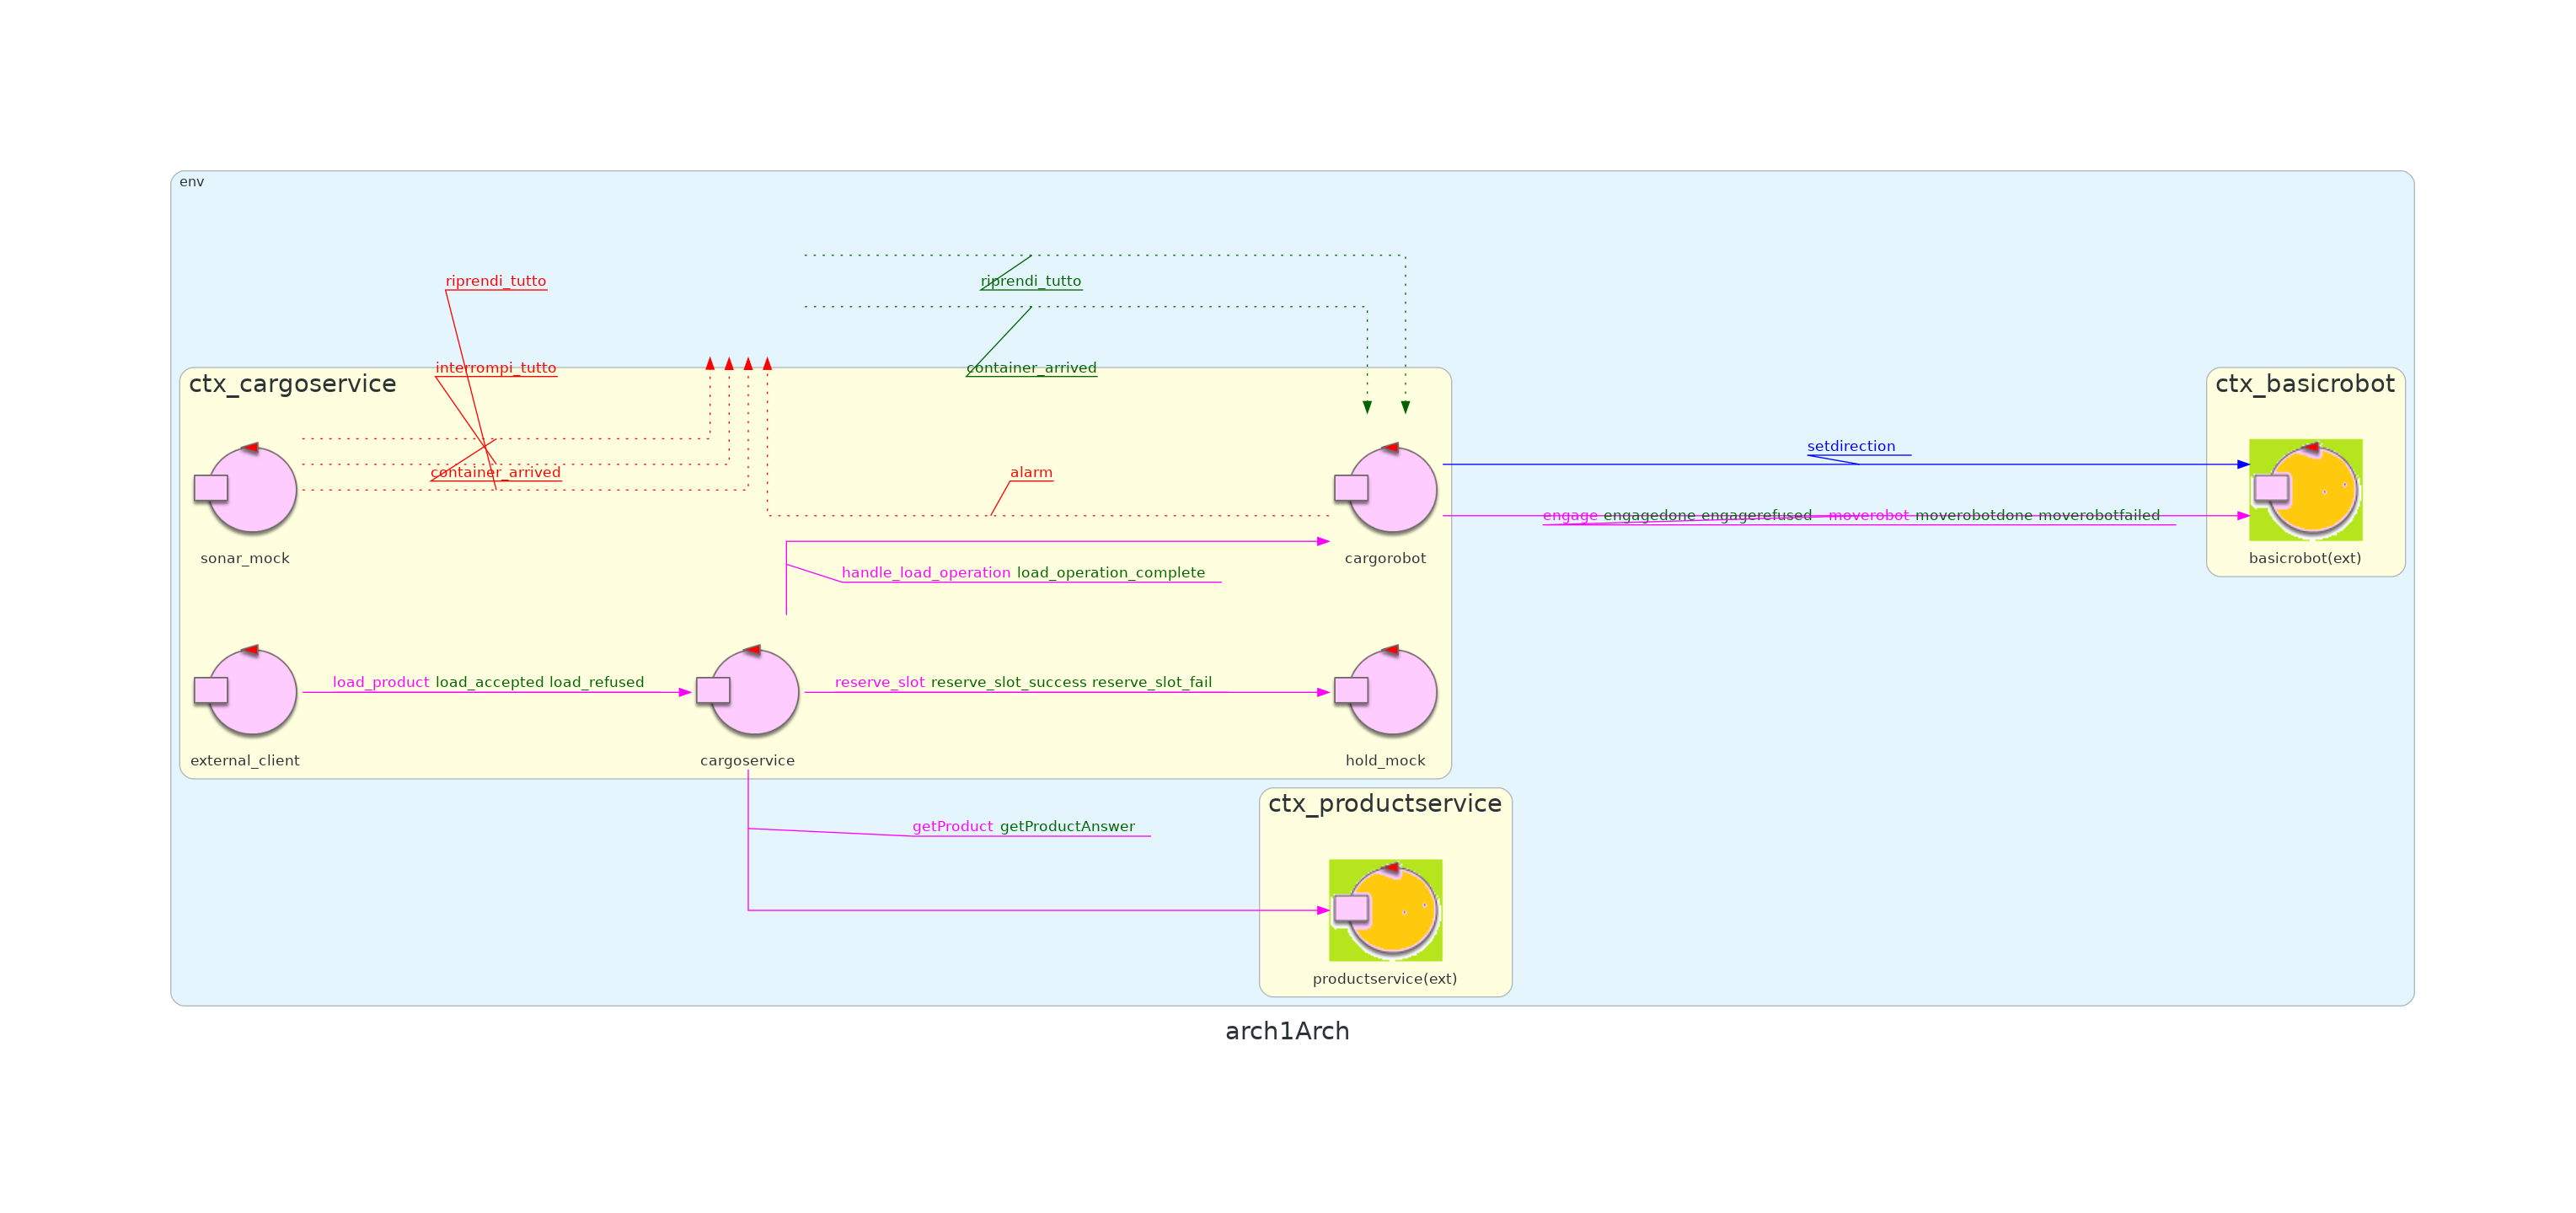 env
riprendi_tutto
riprendi_tutto
interrompi_tutto
container_arrived
ctx_cargoservice
ctx_basicrobot
setdirection
container_arrived
alarm
engage engagedone engagerefused moverobot moverobotdone moverobotfailed
sonar_mock
cargorobot
basicrobot(ext)
handle_load_operation load_operation_complete
load_product load_accepted load_refused
reserve_slot reserve_slot_success reserve_slot_fail
external_client
cargoservice
hold_mock
ctx_productservice
getProduct getProductAnswer
productservice(ext)
arch1Arch